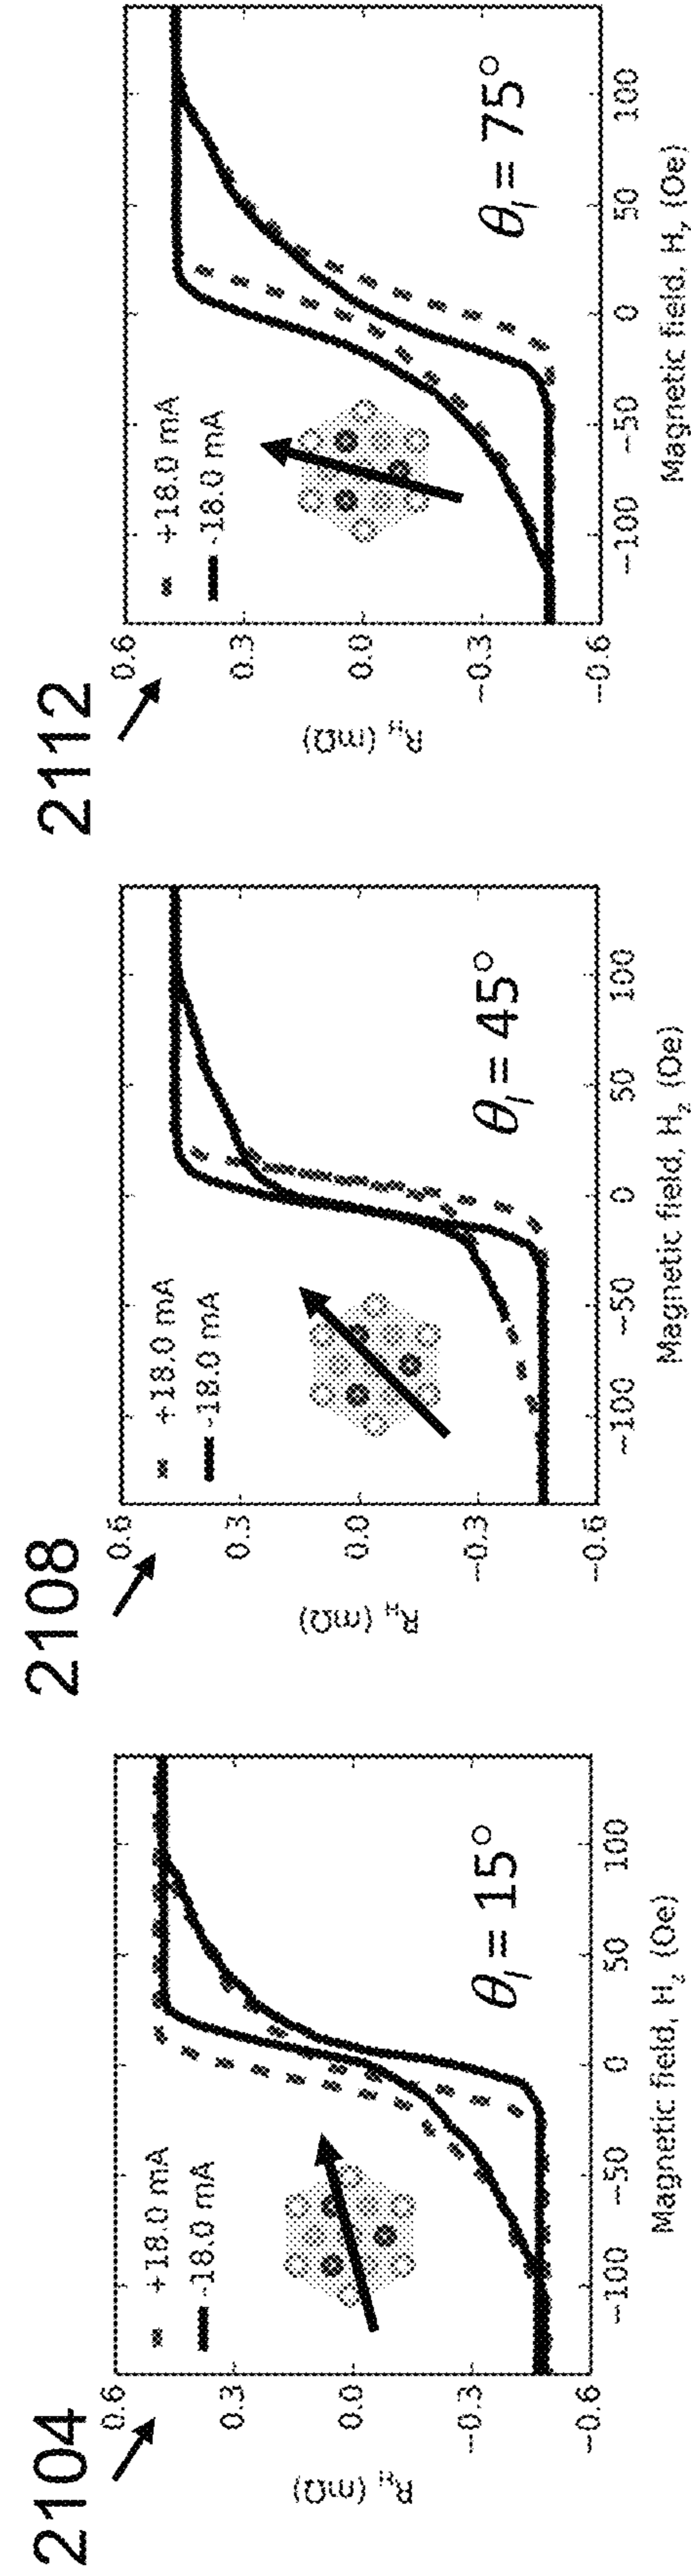 2104
0.6
0.3
0.0
−0.3
−0.6
R_H (mΩ)
+18.0 mA
-18.0 mA
θ_I = 15°
−100
−50
0
50
100
Magnetic field, H_z (Oe)
2108
0.6
0.3
0.0
−0.3
−0.6
R_H (mΩ)
+18.0 mA
-18.0 mA
θ_I = 45°
−100
−50
0
50
100
Magnetic field, H_z (Oe)
2112
0.6
0.3
0.0
−0.3
−0.6
R_H (mΩ)
+18.0 mA
-18.0 mA
θ_I = 75°
−100
−50
0
50
100
Magnetic field, H_z (Oe)